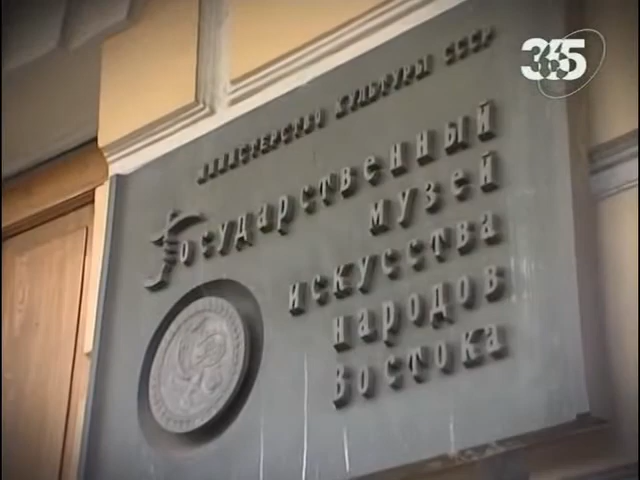 365
МИНИСТЕРСТВО КУЛЬТУРЫ СССР
Государственный
музей
искусства
народов
Востока